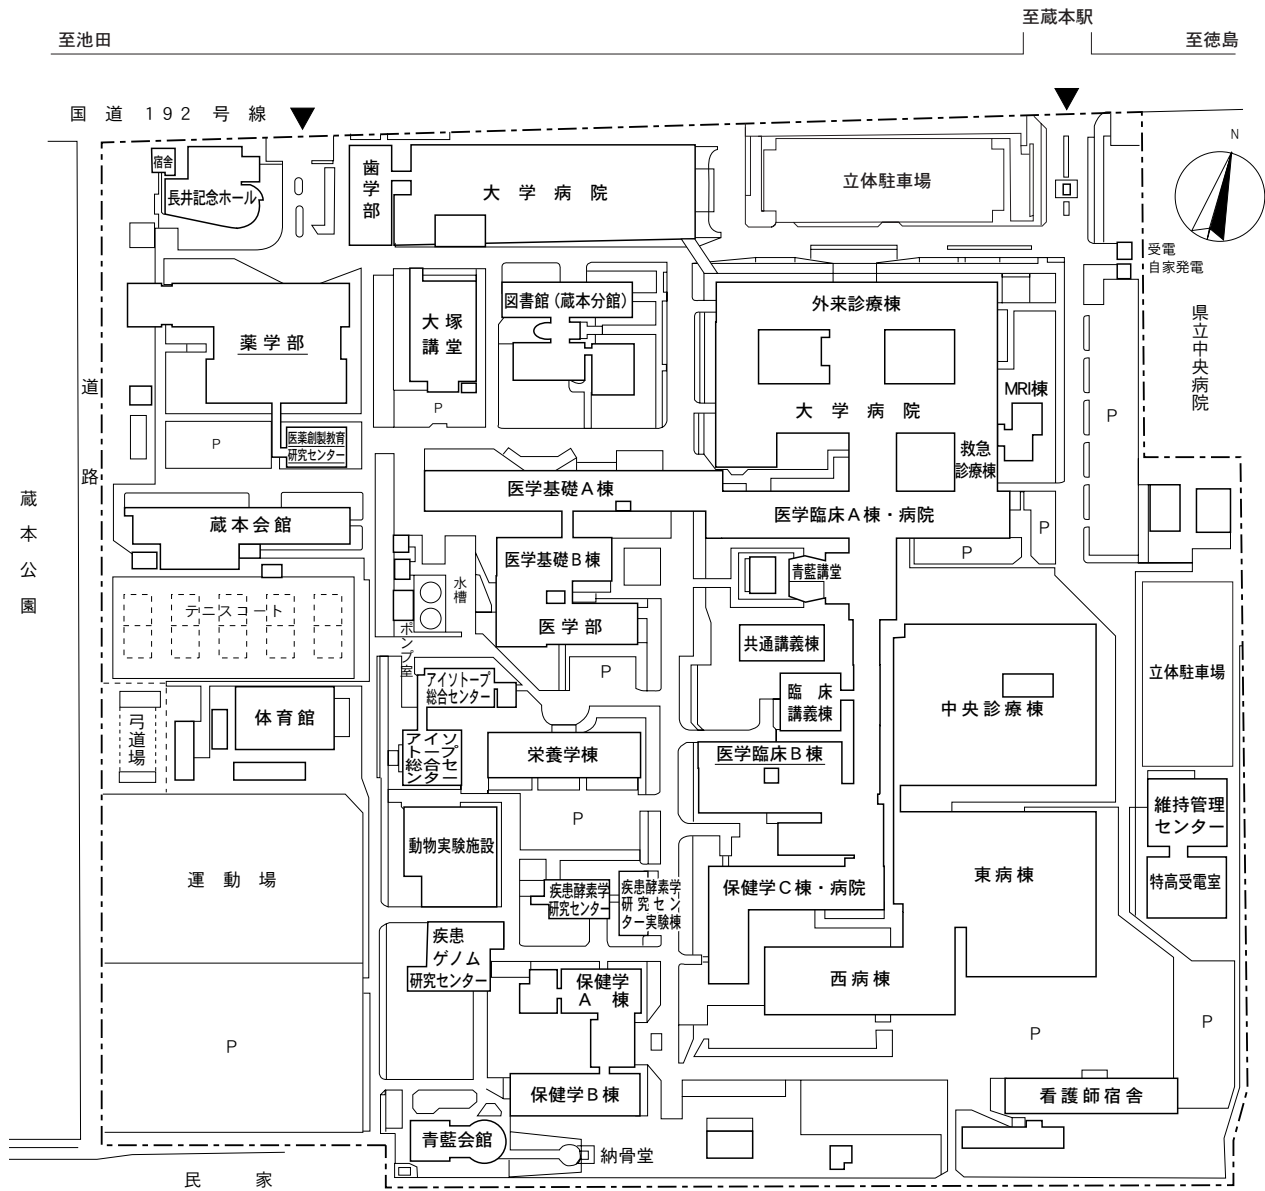 至蔵本駅
至池田
至徳島
国道192号線
N
宿舎
長井記念ホール
歯学部
大学病院
立体駐車場
受電
自家発電
県立中央病院
薬学部
大塚
講堂
P
図書館（蔵本分館）
外来診療棟
大学病院
MRI棟
救急
診療棟
P
道路
P
医薬創製教育
研究センター
蔵本公園
蔵本会館
医学基礎A棟
医学臨床A棟・病院
P
P
医学基礎B棟
青藍講堂
水槽
テニスコート
ポンプ室
医学部
共通講義棟
P
アイソトープ
総合センター
臨床
講義棟
中央診療棟
立体駐車場
弓道場
体育館
アイソ
トープ
総合セ
ンター
栄養学棟
医学臨床B棟
P
動物実験施設
維持管理
センター
運動場
疾患酵素学
研究センター
疾患酵素学
研究セン
ター実験棟
保健学C棟・病院
東病棟
特高受電室
疾患
ゲノム
研究センター
保健学
A棟
西病棟
P
P
P
保健学B棟
看護師宿舎
青藍会館
納骨堂
民家